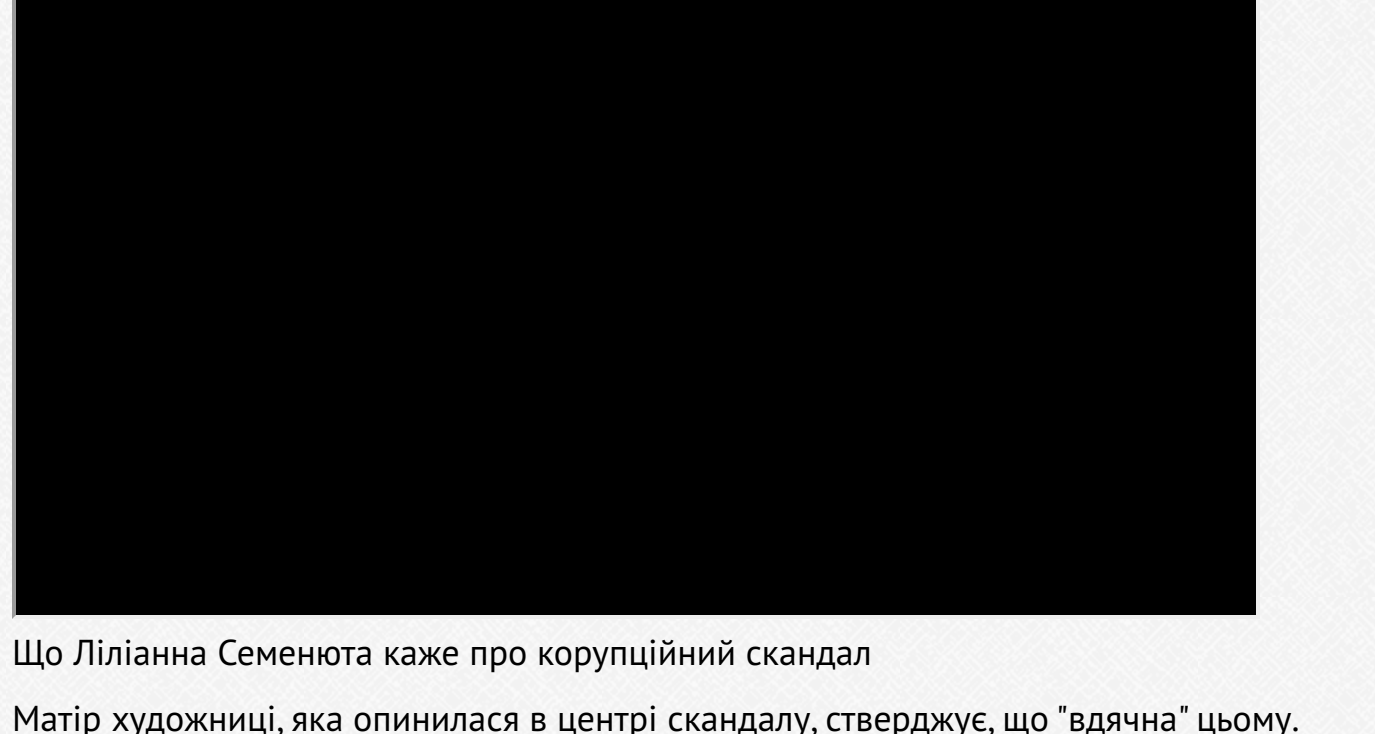 Що Ліліанна Семенюта каже про корупційний скандал
Матір художниці, яка опинилася в центрі скандалу, стверджує, що "вдячна" цьому.